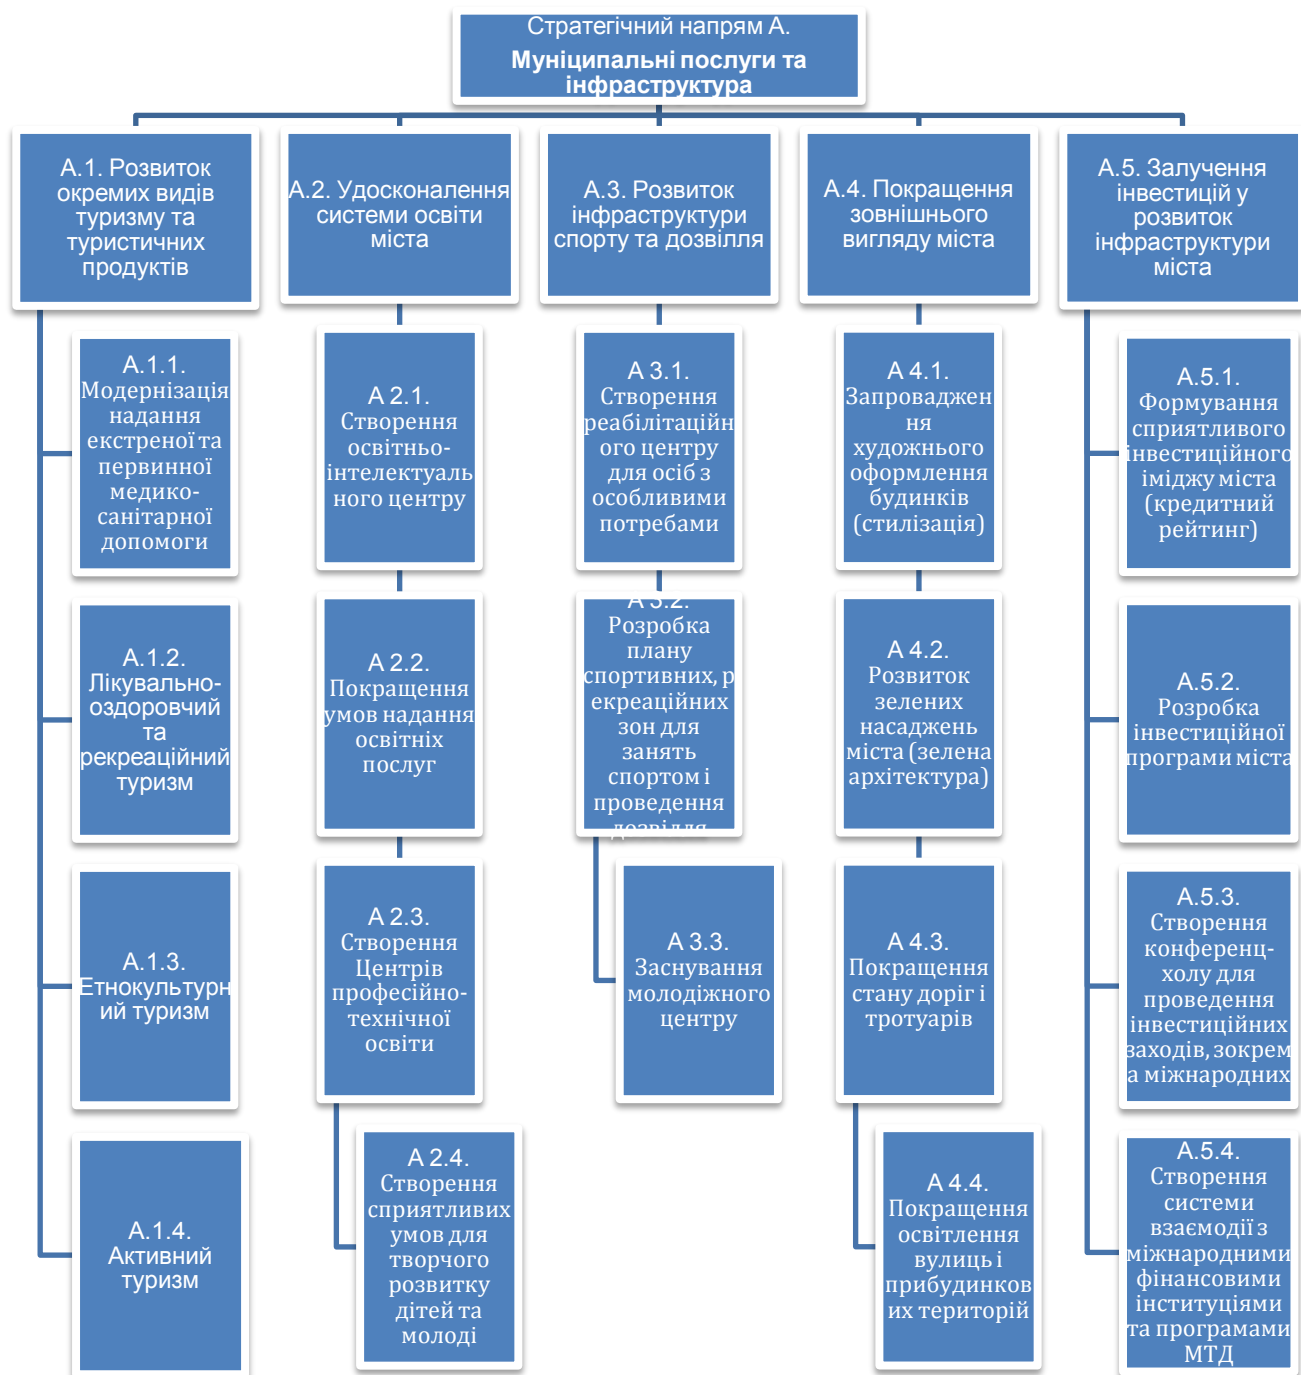 Стратегічний напрям А.
Муніципальні послуги та
інфраструктура
А.1. Розвиток
окремих видів
туризму та
туристичних
продуктів
А.1.1.
Модернізація
надання
екстреної та
первинної
медико-
санітарної
допомоги
А.1.2.
Лікувально-
оздоровчий
та
рекреаційний
туризм
А.1.3.
Етнокультурн
ий туризм
А.1.4.
Активний
туризм
А.2. Удосконалення
системи освіти
міста
А 2.1.
Створення
освітньо-
інтелектуаль
ного центру
А 2.2.
Покращення
умов надання
освітніх
послуг
А 2.3.
Створення
Центрів
професійно-
технічної
освіти
А 2.4.
Створення
сприятливих
умов для
творчого
розвитку
дітей та
молоді
А.3. Розвиток
інфраструктури
спорту та дозвілля
А 3.1.
Створення
реабілітаційн
ого центру
для осіб з
особливими
потребами
А 3.2.
Розробка
плану
спортивних, р
екреаційних
зон для
занять
спортом і
проведення
дозвілля
А 3.3.
Заснування
молодіжного
центру
А.4. Покращення
зовнішнього
вигляду міста
А 4.1.
Запроваджен
ня
художнього
оформлення
будинків
(стилізація)
А 4.2.
Розвиток
зелених
насаджень
міста (зелена
архітектура)
А 4.3.
Покращення
стану доріг і
тротуарів
А 4.4.
Покращення
освітлення
вулиць і
прибудинков
их територій
А.5. Залучення
інвестицій у
розвиток
інфраструктури
міста
А.5.1.
Формування
сприятливого
інвестиційного
іміджу міста
(кредитний
рейтинг)
А.5.2.
Розробка
інвестиційної
програми міста
А.5.3.
Створення
конференц-
холу для
проведення
інвестиційних
заходів, зокрем
а міжнародних
А.5.4.
Створення
системи
взаємодії з
міжнародними
фінансовими
інституціями
та програмами
МТД